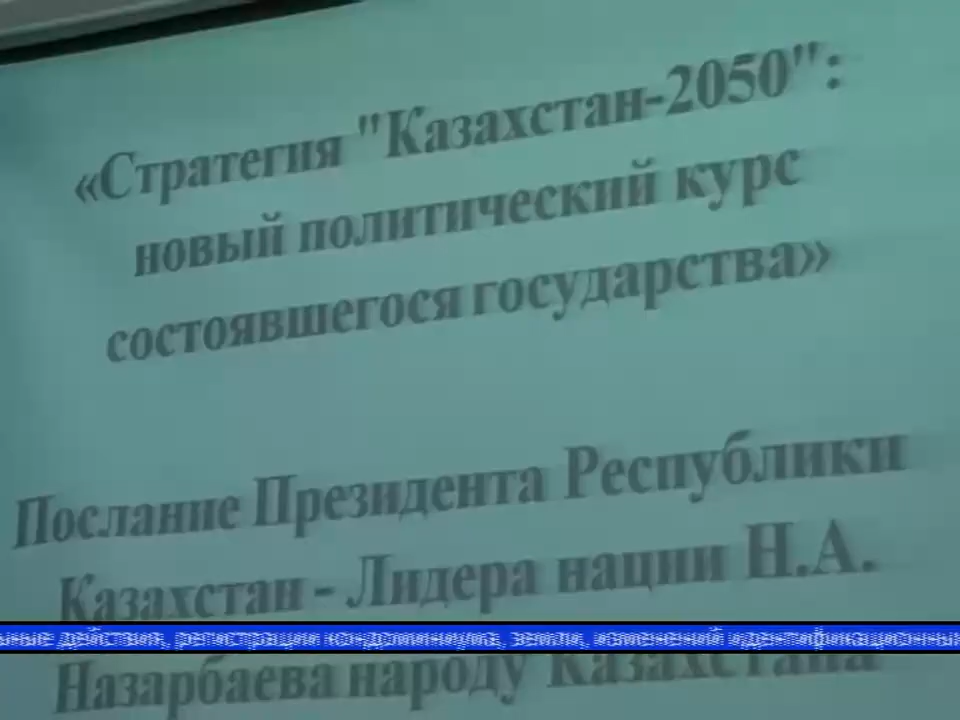 «Стратегия "Казахстан-2050":
новый политический курс
состоявшегося государства»
Послание Президента Республики
Казахстан - Лидера нации Н.А.
действия, регистрации кондоминиума, земли, изменений идентификационных
Назарбаева народу Казахстана